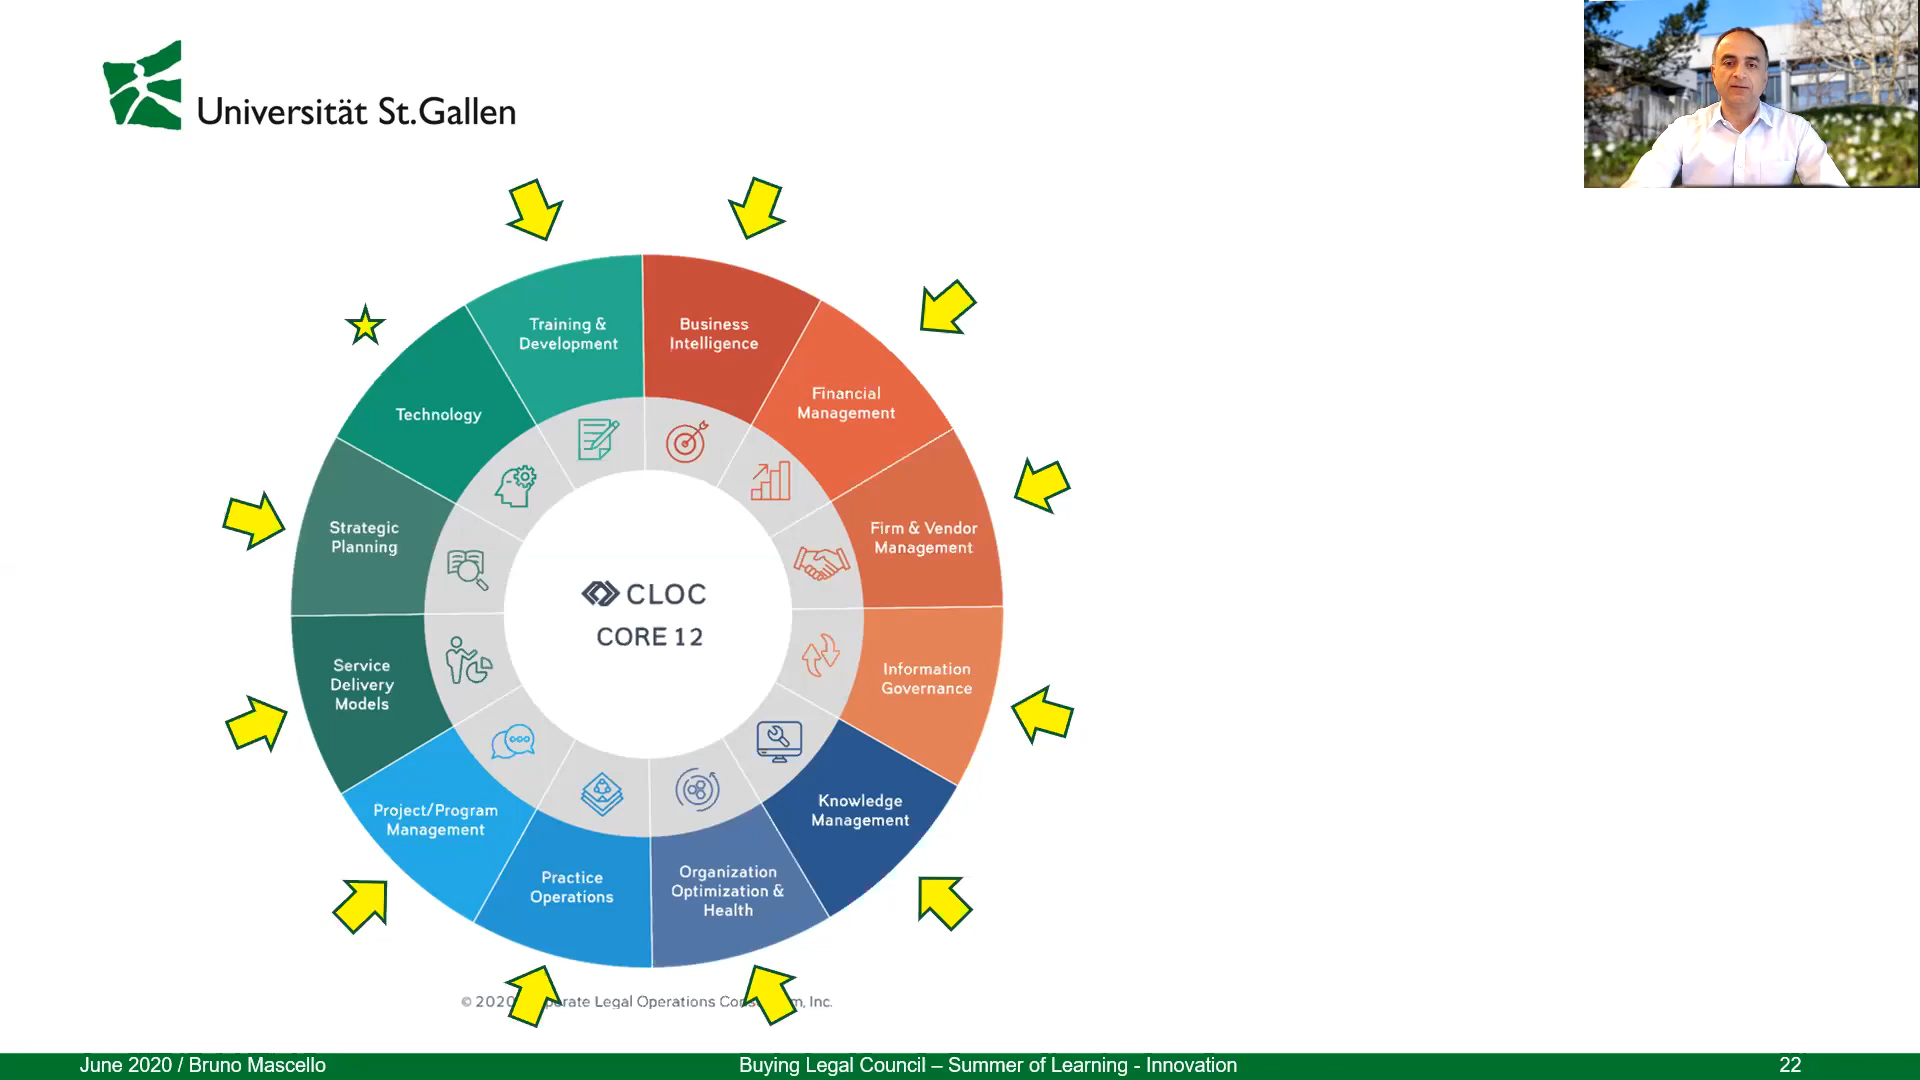 Universität St.Gallen
Training &
Development
Business
Intelligence
Financial
Management
Firm & Vendor
Management
Information
Governance
Knowledge
Management
Organization
Optimization &
Health
Practice
Operations
Project/Program
Management
Service
Delivery
Models
Strategic
Planning
Technology
CLOC
CORE 12
© 2020 Legal Operations Inc.
June 2020 / Bruno Mascello
Buying Legal Council – Summer of Learning - Innovation
22